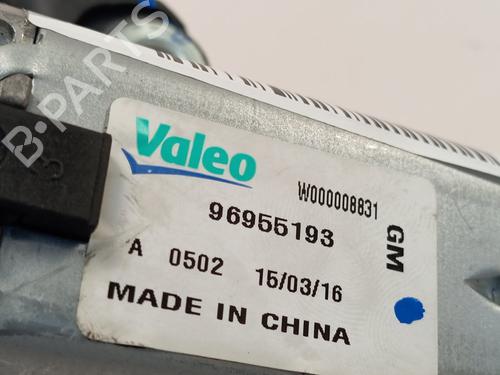 B-PARTS
Valeo
W000008831
96955193
GM
A 0502 15/03/16
MADE IN CHINA